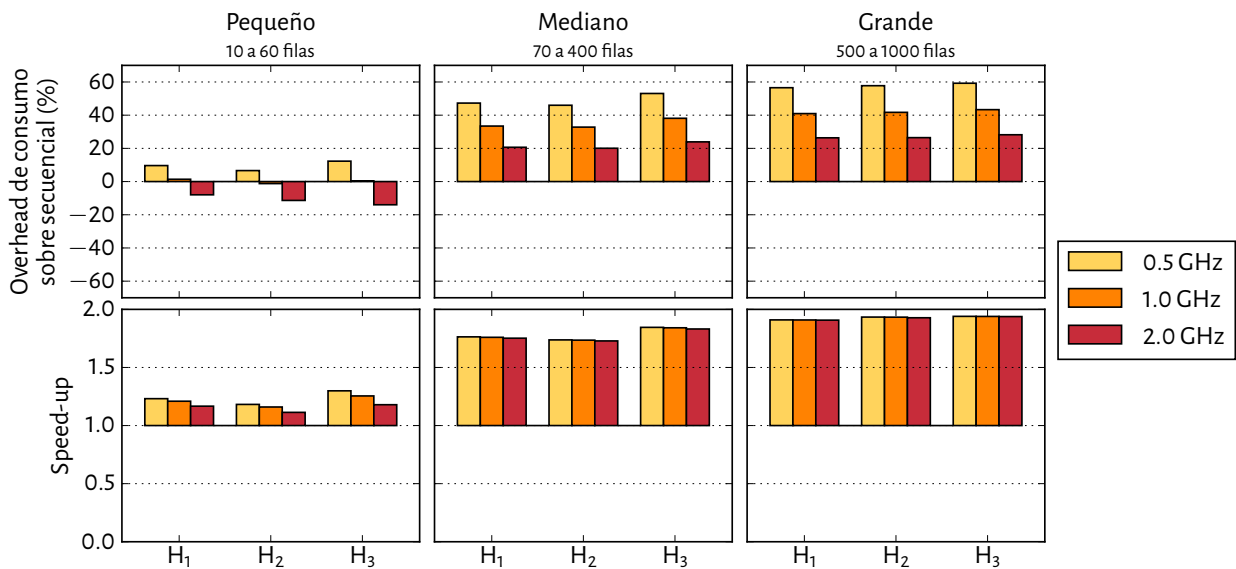 Pequeño
10 a 60 filas
Mediano
70 a 400 filas
Grande
500 a 1000 filas
Overhead de consumo
sobre secuencial (%)
60
40
20
0
−20
−40
−60
0.5 GHz
1.0 GHz
2.0 GHz
Speed-up
2.0
1.5
1.0
0.5
0.0
H₁ H₂ H₃
H₁ H₂ H₃
H₁ H₂ H₃